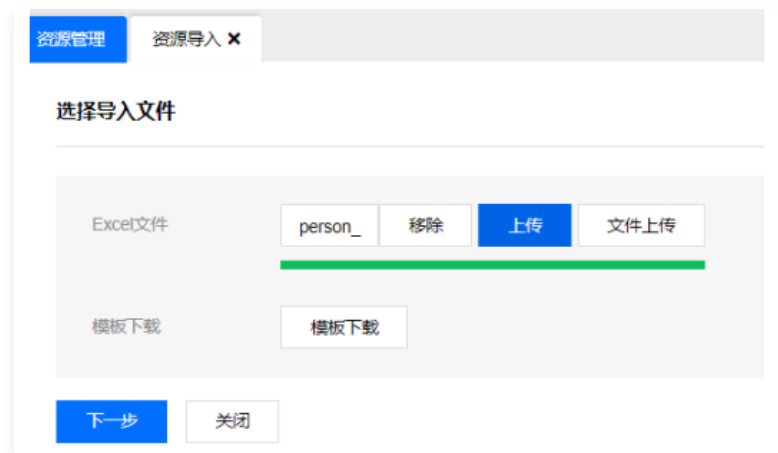 资源管理 资源导入 ✖
选择导入文件
Excel文件 person_ 移除 上传 文件上传
模板下载 模板下载
下一步 关闭